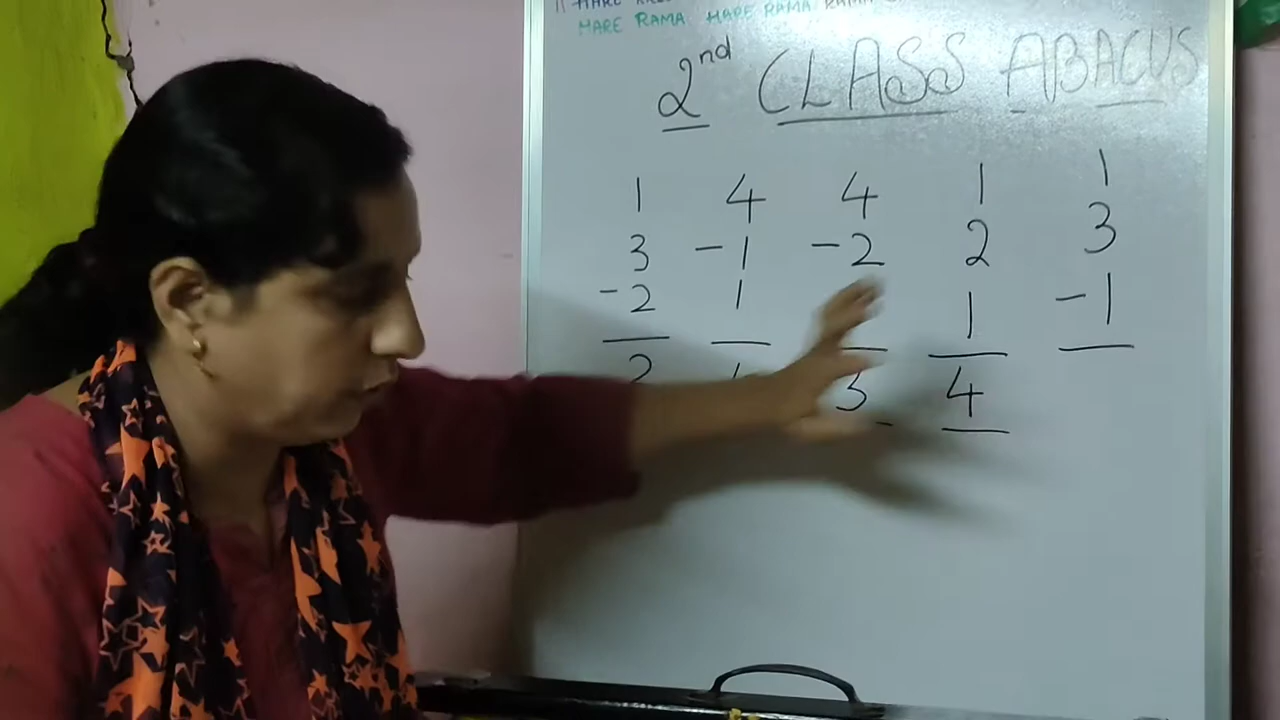 HARE RAMA HARE RAMA
2nd CLASS ABACUS
1 4 4 1 1
3 -1 -2 2 3
-2 1 1 -1
2 3 4